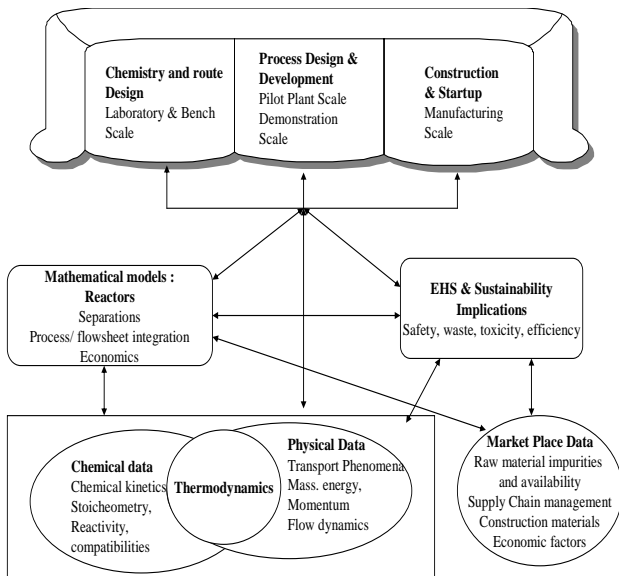 Chemistry and route
Design
Laboratory & Bench
Scale
Process Design &
Development
Pilot Plant Scale
Demonstration
Scale
Construction
& Startup
Manufacturing
Scale
Mathematical models :
Reactors
Separations
Process/ flowsheet integration
Economics
EHS & Sustainability
Implications
Safety, waste, toxicity, efficiency
Chemical data
Chemical kinetics
Stoicheometry,
Reactivity,
compatibilities
Thermodynamics
Physical Data
Transport Phenomena
Mass. energy,
Momentum
Flow dynamics
Market Place Data
Raw material impurities
and availability
Supply Chain management
Construction materials
Economic factors